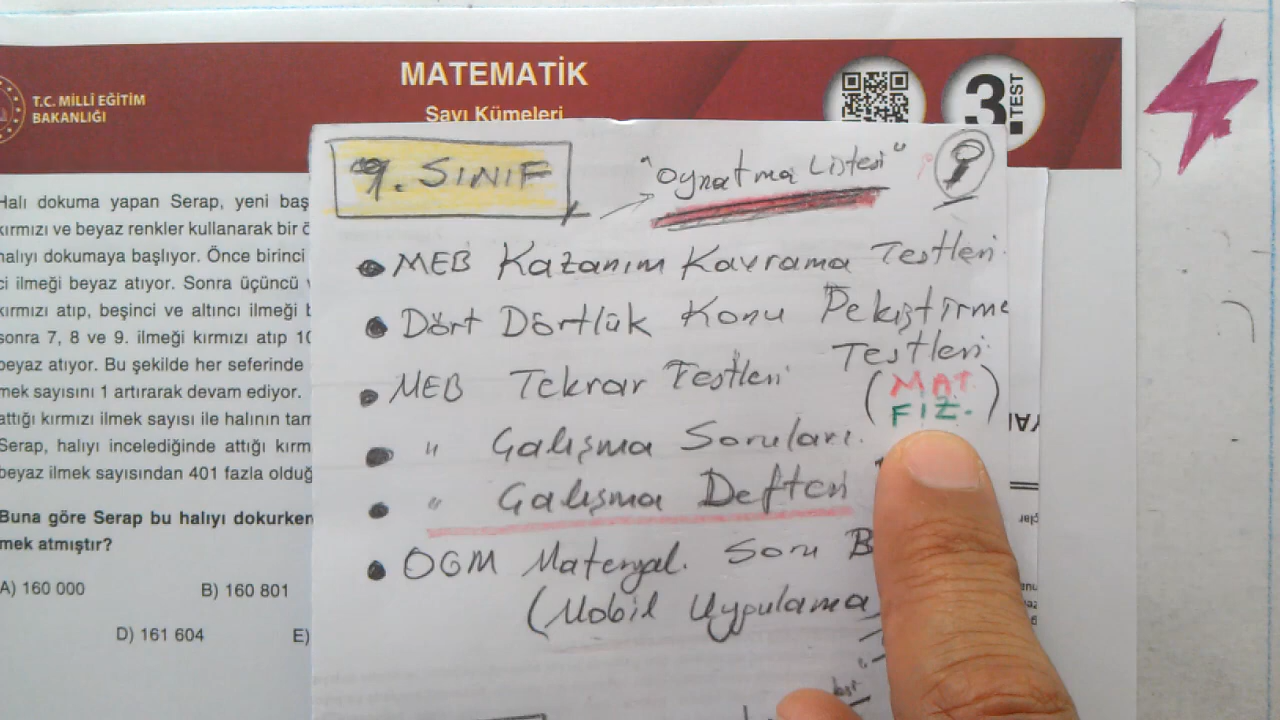 T.C. MİLLÎ EĞİTİM
BAKANLIĞI
MATEMATİK
Sayı Kümeleri
3. TEST
Halı dokuma yapan Serap, yeni baş
kırmızı ve beyaz renkler kullanarak bir
halıyı dokumaya başlıyor. Önce birinci
ci ilmeği beyaz atıyor. Sonra üçüncü
kırmızı atıp, beşinci ve altıncı ilmeği
sonra 7, 8 ve 9. ilmeği kırmızı atıp 10
beyaz atıyor. Bu şekilde her seferinde
mek sayısını 1 artırarak devam ediyor.
attığı kırmızı ilmek sayısı ile halının tam
Serap, halıyı incelediğinde attığı kırm
beyaz ilmek sayısından 401 fazla olduğ
Buna göre Serap bu halıyı dokurken
mek atmıştır?
A) 160 000
B) 160 801
D) 161 604
E)
9. SINIF
"Oynatma Listesi"
• MEB Kazanım Kavrama Testleri
• Dört Dörtlük Konu Pekiştirme
Testleri
• MEB Tekrar Testleri
(MAT.
FİZ.)
• " Çalışma Soruları.
• " Çalışma Defteri
• OGM Materyal. Soru B
(Mobil Uygulama